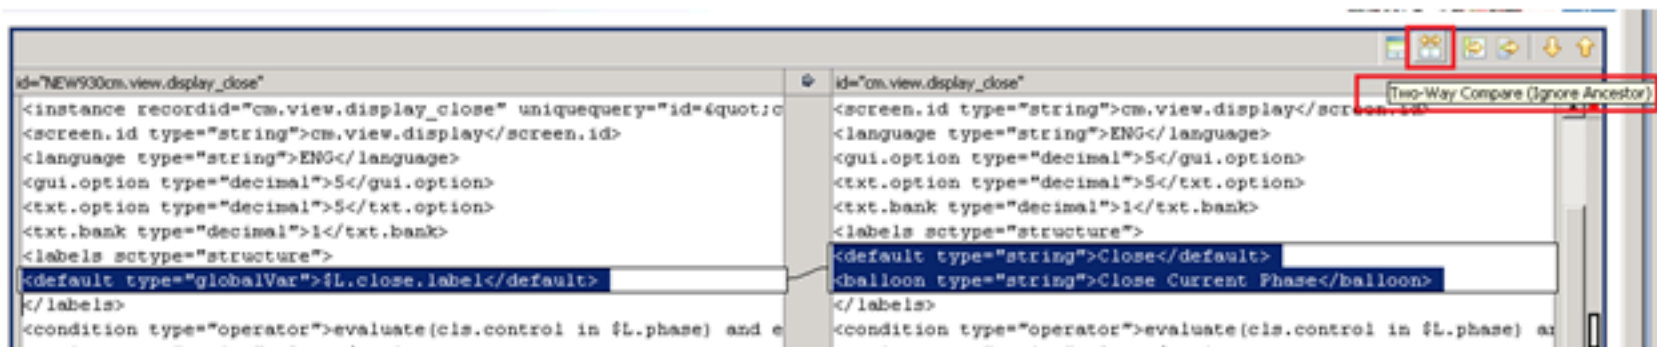 id="NEW930cm.view.display_close"
id="cm.view.display_close"
Two-Way Compare (Ignore Ancestor)
<instance recordid="cm.view.display_close" uniquequery="id=&quot;c
<screen.id type="string">cm.view.display</screen.id>
<language type="string">ENG</language>
<gui.option type="decimal">5</gui.option>
<txt.option type="decimal">5</txt.option>
<txt.bank type="decimal">1</txt.bank>
<labels sctype="structure">
<default type="globalVar">$L.close.label</default>
</labels>
<condition type="operator">evaluate(cls.control in $L.phase) and e
<screen.id type="string">cm.view.display</screen.id>
<language type="string">ENG</language>
<gui.option type="decimal">5</gui.option>
<txt.option type="decimal">5</txt.option>
<txt.bank type="decimal">1</txt.bank>
<labels sctype="structure">
<default type="string">Close</default>
<balloon type="string">Close Current Phase</balloon>
</labels>
<condition type="operator">evaluate(cls.control in $L.phase) a